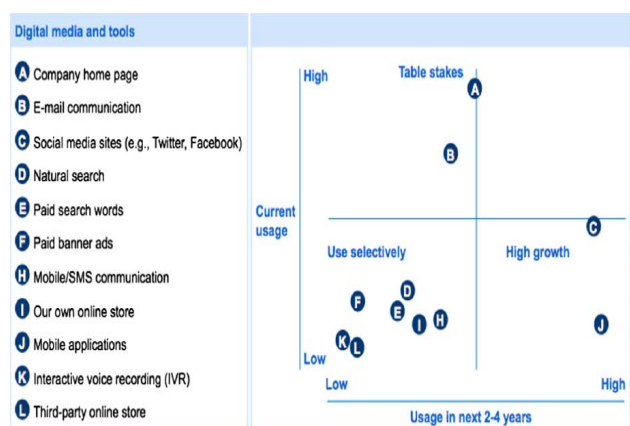 Digital media and tools
A Company home page
B E-mail communication
C Social media sites (e.g., Twitter, Facebook)
D Natural search
E Paid search words
F Paid banner ads
H Mobile/SMS communication
I Our own online store
J Mobile applications
K Interactive voice recording (IVR)
L Third-party online store
High
Table stakes
A
B
Current
usage
C
Use selectively
High growth
D
F
E
I
H
J
K
L
Low
Low
High
Usage in next 2-4 years